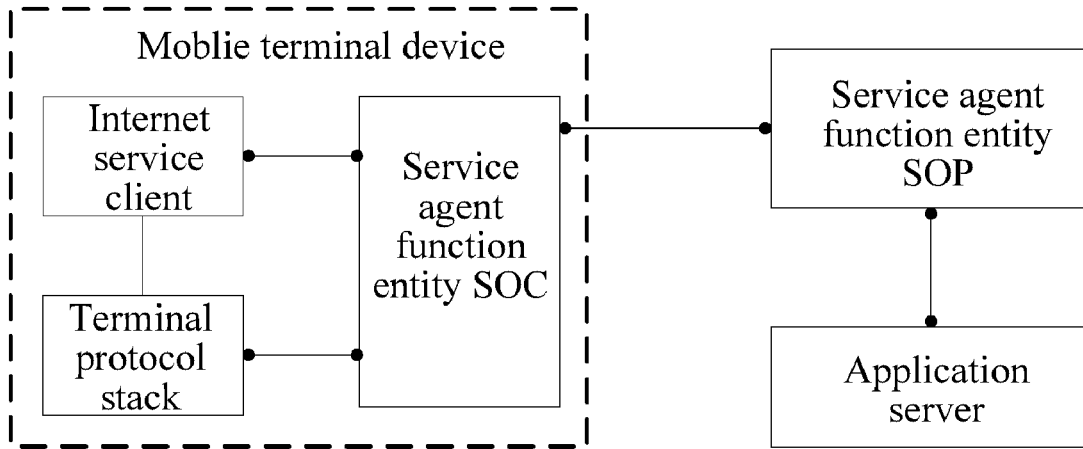 Moblie terminal device
Internet
service
client
Service
agent
function
entity SOC
Terminal
protocol
stack
Service agent
function entity
SOP
Application
server